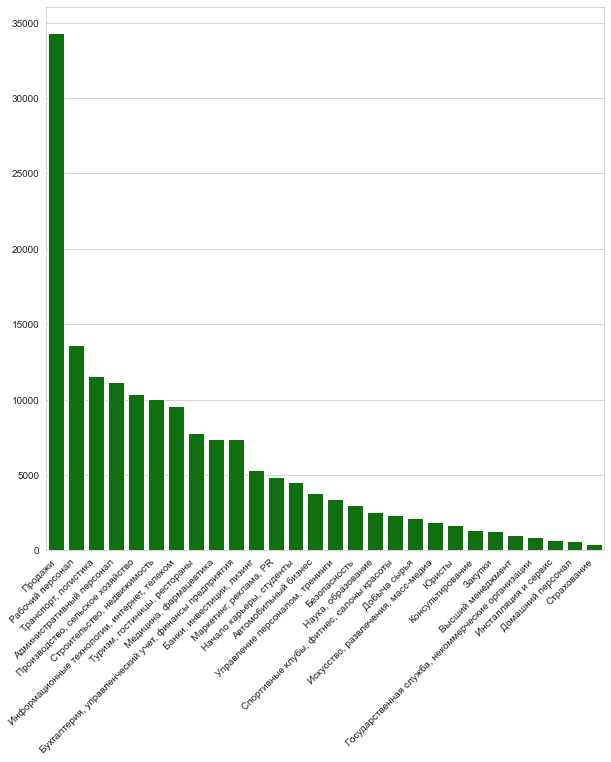 35000
30000
25000
20000
15000
10000
5000
0
Продажи
Рабочий персонал
Транспорт, логистика
Административный персонал
Производство, сельское хозяйство
Строительство, недвижимость
Информационные технологии, интернет, телеком
Туризм, гостиницы, рестораны
Медицина, фармацевтика
Бухгалтерия, управленческий учет, финансы предприятия
Банки, инвестиции, лизинг
Маркетинг, реклама, PR
Начало карьеры, студенты
Автомобильный бизнес
Управление персоналом, тренинги
Безопасность
Наука, образование
Спортивные клубы, фитнес, салоны красоты
Добыча сырья
Искусство, развлечения, масс-медиа
Юристы
Консультирование
Закупки
Высший менеджмент
Государственная служба, некоммерческие организации
Инсталляция и сервис
Домашний персонал
Страхование